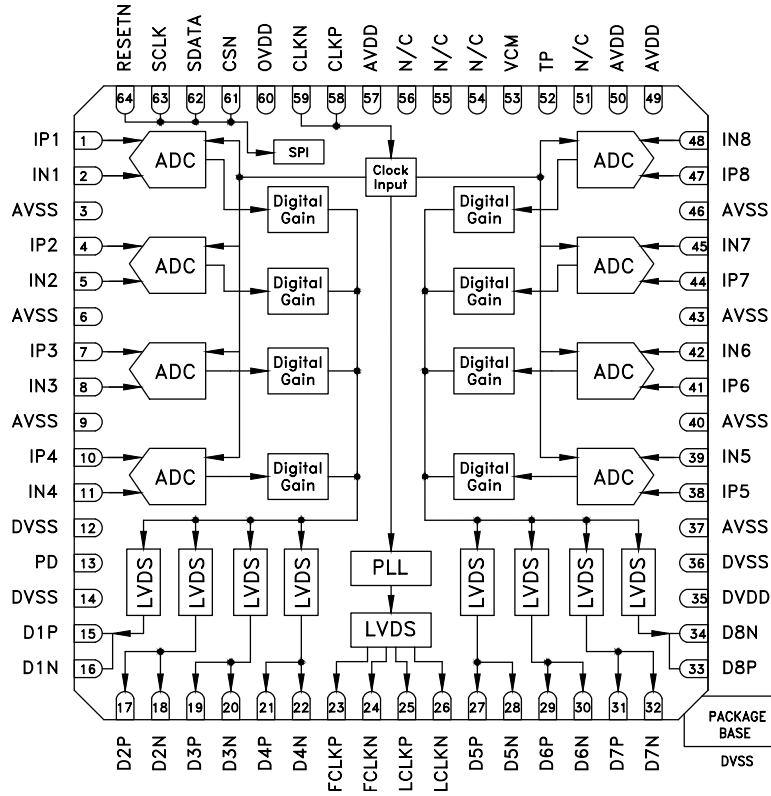 RESETN
SCLK
SDATA
CSN
OVDD
CLKN
CLKP
AVDD
N/C
N/C
N/C
VCM
TP
N/C
AVDD
AVDD
64
63
62
61
60
59
58
57
56
55
54
53
52
51
50
49
IP1
1
IN1
2
AVSS
3
IP2
4
IN2
5
AVSS
6
IP3
7
IN3
8
AVSS
9
IP4
10
IN4
11
DVSS
12
PD
13
DVSS
14
D1P
15
D1N
16
ADC
ADC
ADC
ADC
SPI
Digital
Gain
Digital
Gain
Digital
Gain
Digital
Gain
Clock
Input
Digital
Gain
Digital
Gain
Digital
Gain
Digital
Gain
ADC
ADC
ADC
ADC
48
IN8
47
IP8
46
AVSS
45
IN7
44
IP7
43
AVSS
42
IN6
41
IP6
40
AVSS
39
IN5
38
IP5
37
AVSS
36
DVSS
35
DVDD
34
D8N
33
D8P
LVDS
LVDS
LVDS
LVDS
PLL
LVDS
LVDS
LVDS
LVDS
LVDS
17
18
19
20
21
22
23
24
25
26
27
28
29
30
31
32
D2P
D2N
D3P
D3N
D4P
D4N
FCLKP
FCLKN
LCLKP
LCLKN
D5P
D5N
D6P
D6N
D7P
D7N
PACKAGE
BASE
DVSS